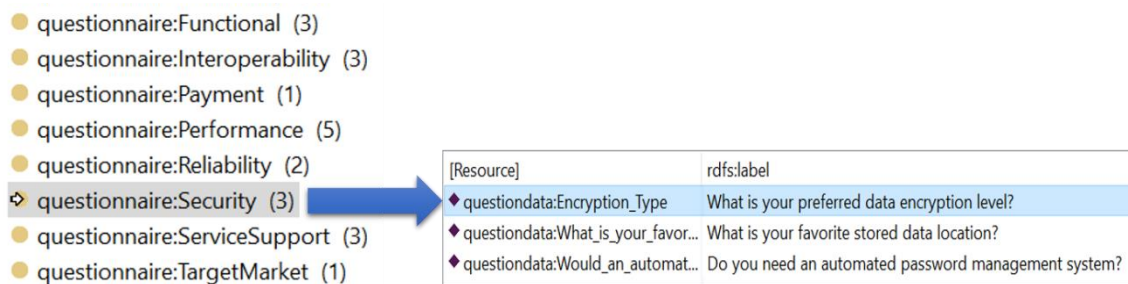 questionnaire:Functional (3)
questionnaire:Interoperability (3)
questionnaire:Payment (1)
questionnaire:Performance (5)
questionnaire:Reliability (2)
questionnaire:Security (3)
questionnaire:ServiceSupport (3)
questionnaire:TargetMarket (1)
[Resource] rdfs:label
questiondata:Encryption_Type What is your preferred data encryption level?
questiondata:What_is_your_favor... What is your favorite stored data location?
questiondata:Would_an_automat... Do you need an automated password management system?